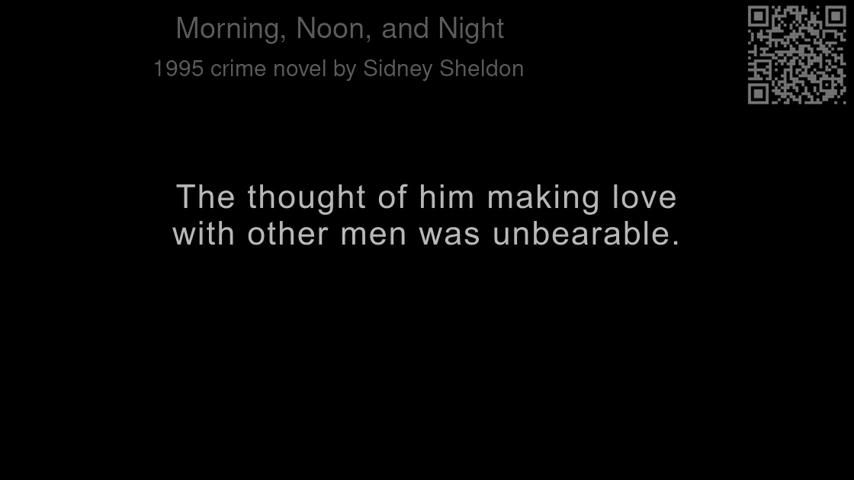 Morning, Noon, and Night
1995 crime novel by Sidney Sheldon
The thought of him making love
with other men was unbearable.